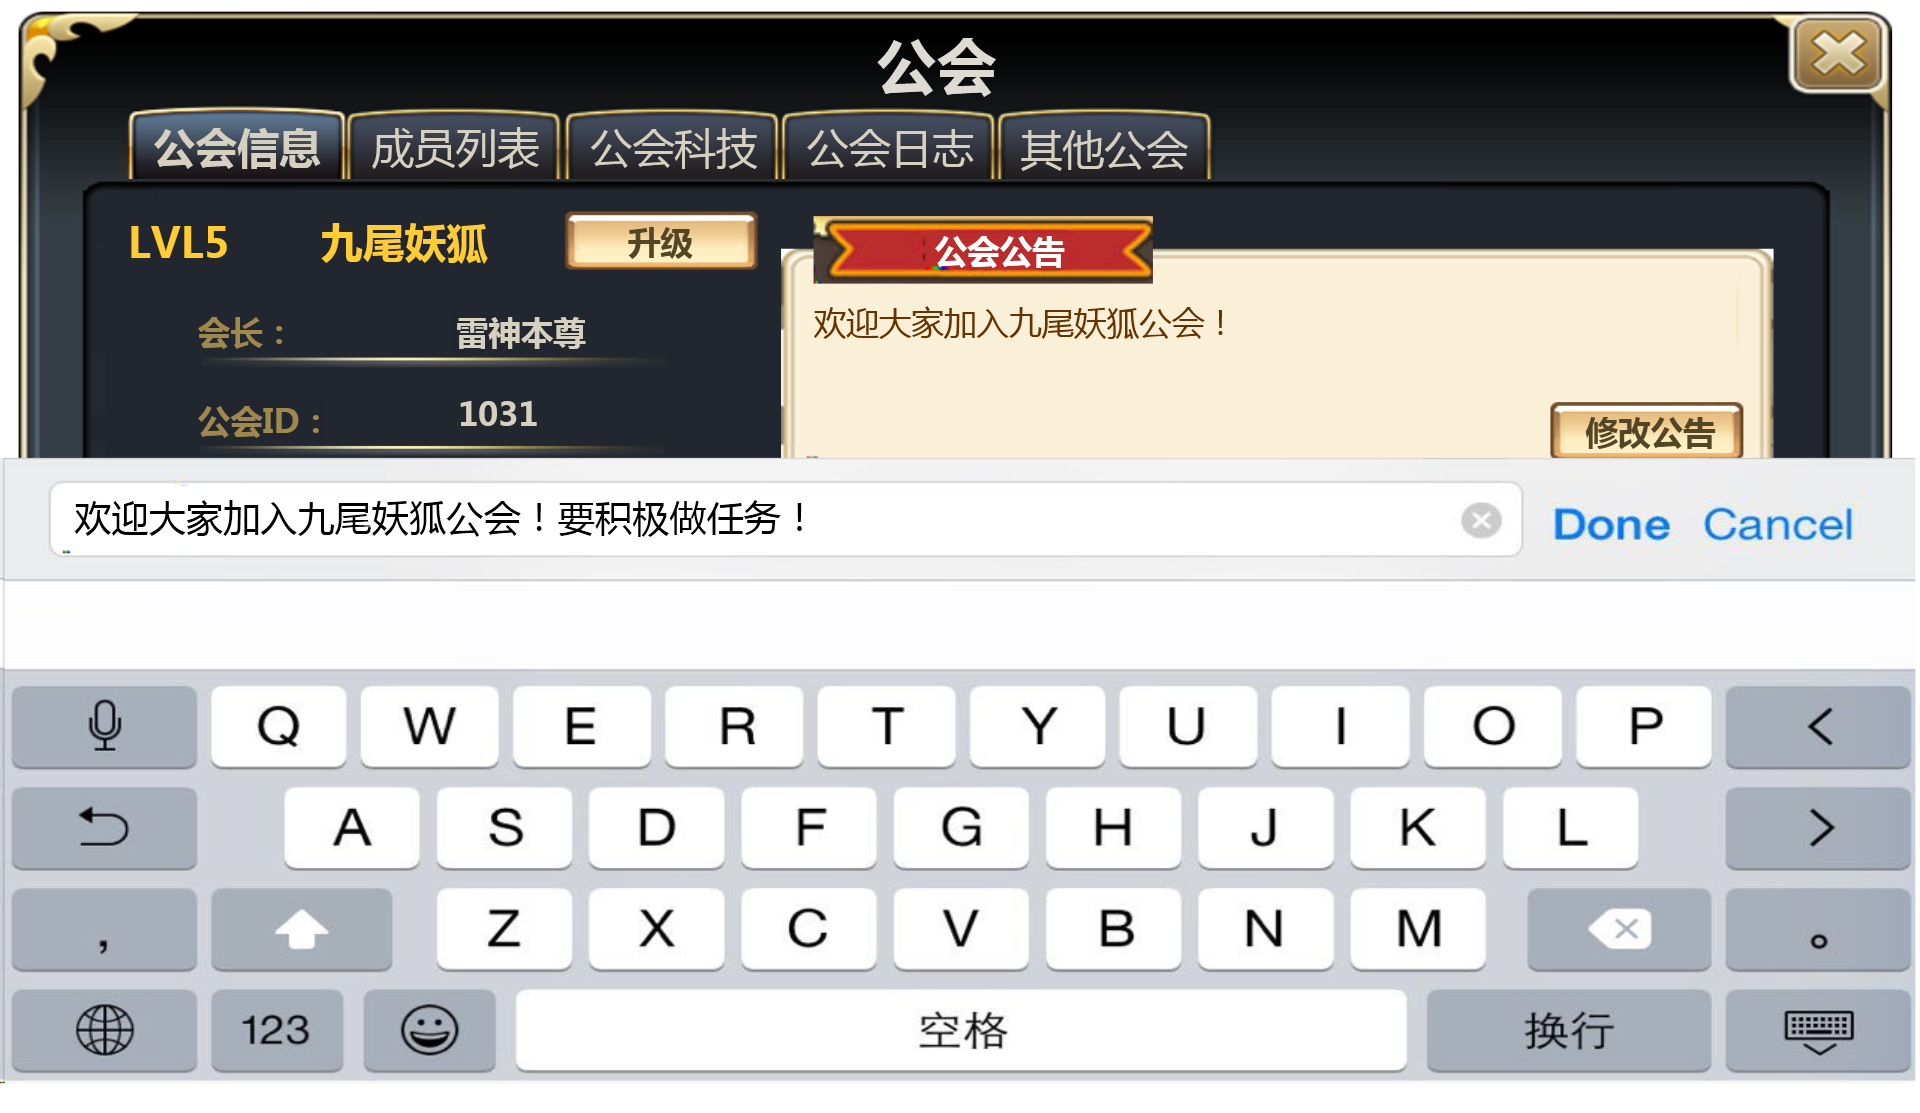 公会
公会信息 成员列表 公会科技 公会日志 其他公会
LVL5 九尾妖狐 升级
公会公告
欢迎大家加入九尾妖狐公会！
会长： 雷神本尊
公会ID： 1031
修改公告
欢迎大家加入九尾妖狐公会！要积极做任务！
Done Cancel
Q W E R T Y U I O P <
A S D F G H J K L >
, Z X C V B N M 。
123 空格 换行